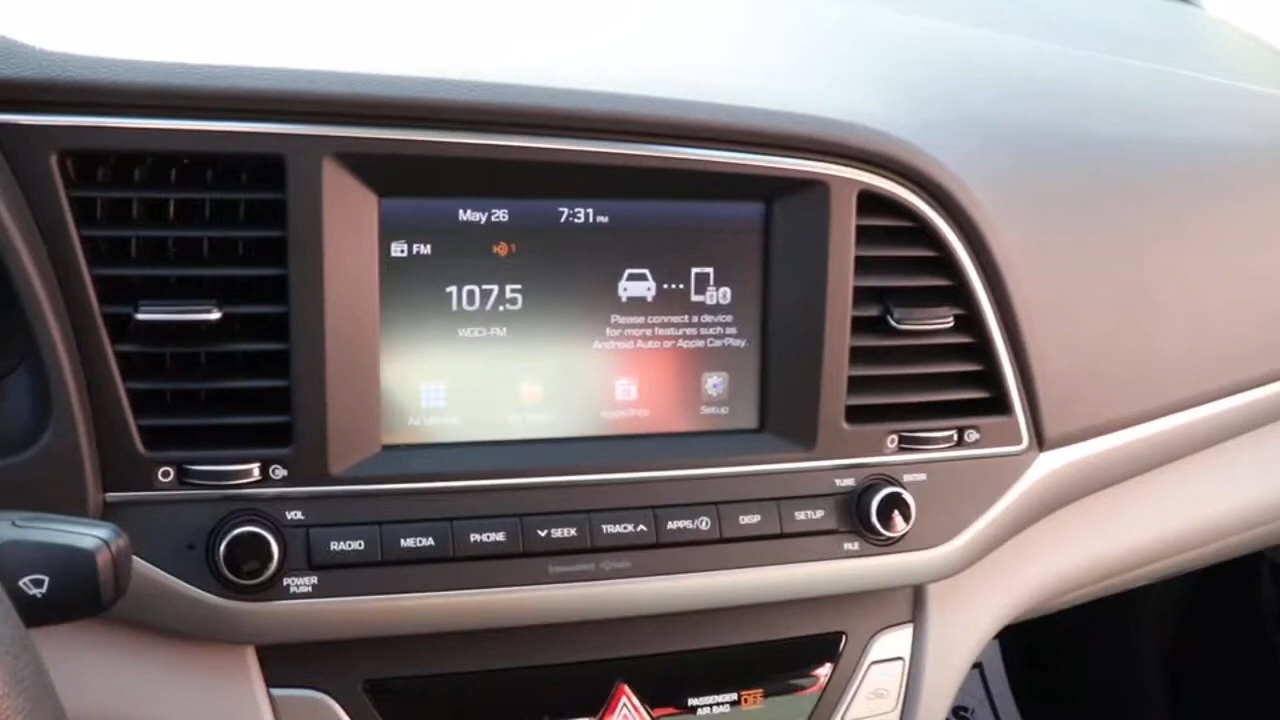 May 26 7:31 PM
FM 1
107.5
WGCI-FM
Please connect a device
for more features such as
Android Auto or Apple CarPlay.
Setup
VOL
POWER
PUSH
RADIO MEDIA PHONE SEEK TRACK APPS/i DISP SETUP
TUNE
ENTER
FILE
PASSENGER
AIR BAG OFF